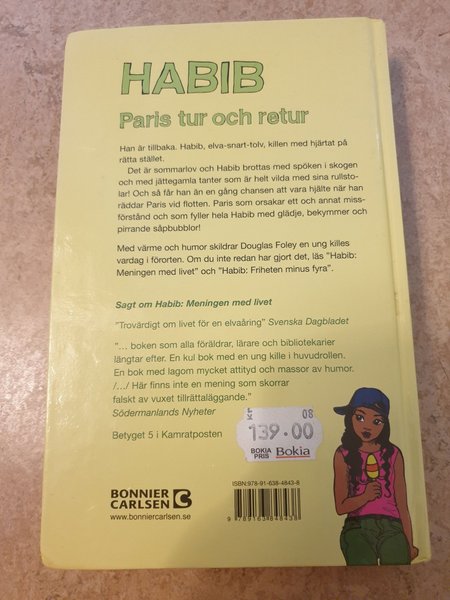 HABIB
Paris tur och retur
Han är tillbaka. Habib, elva-snart-tolv, killen med hjärtat på
rätta stället.
Det är sommarlov och Habib brottas med spöken i skogen
och med jättegamla tanter som är helt vilda med sina rullsto-
lar! Och så får han än en gång chansen att vara hjälte när han
räddar Paris vid flotten. Paris som orsakar ett och annat miss-
förstånd och som fyller hela Habib med glädje, bekymmer och
pirrande såpbubblor!
Med värme och humor skildrar Douglas Foley en ung killes
vardag i förorten. Om du inte redan har gjort det, läs "Habib:
Meningen med livet" och "Habib: Friheten minus fyra".
Sagt om Habib: Meningen med livet
"Trovärdigt om livet för en elvaåring" Svenska Dagbladet
"... boken som alla föräldrar, lärare och bibliotekarier
längtar efter. En kul bok med en ung kille i huvudrollen.
En bok med lagom mycket attityd och massor av humor.
/.../ Här finns inte en mening som skorrar
falskt av vuxet tillrättaläggande."
Södermanlands Nyheter
Betyget 5 i Kamratposten
08
139-00
BOKIA
PRIS
Bokia
ISBN:978-91-638-4843-8
9 789163 848438
BONNIER
CARLSEN
www.bonniercarlsen.se